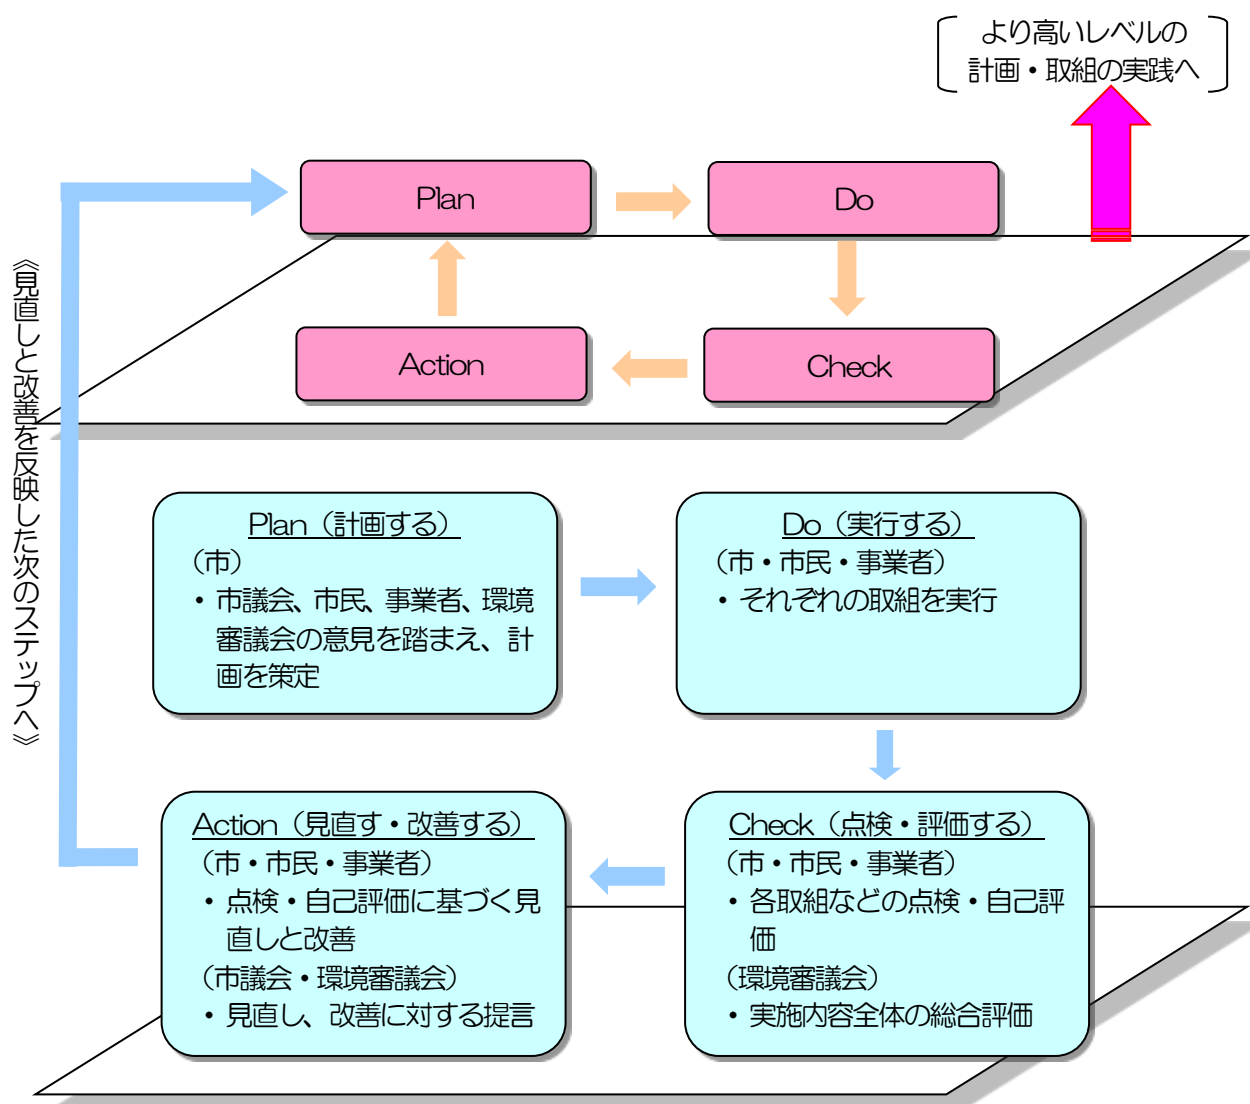 より高いレベルの
計画・取組の実践へ
Plan
Do
Action
Check
《見直しと改善を反映した次のステップへ》
Plan（計画する）
（市）
・市議会、市民、事業者、環境
審議会の意見を踏まえ、計
画を策定
Do（実行する）
（市・市民・事業者）
・それぞれの取組を実行
Action（見直す・改善する）
（市・市民・事業者）
・点検・自己評価に基づく見
直しと改善
（市議会・環境審議会）
・見直し、改善に対する提言
Check（点検・評価する）
（市・市民・事業者）
・各取組などの点検・自己評
価
（環境審議会）
・実施内容全体の総合評価